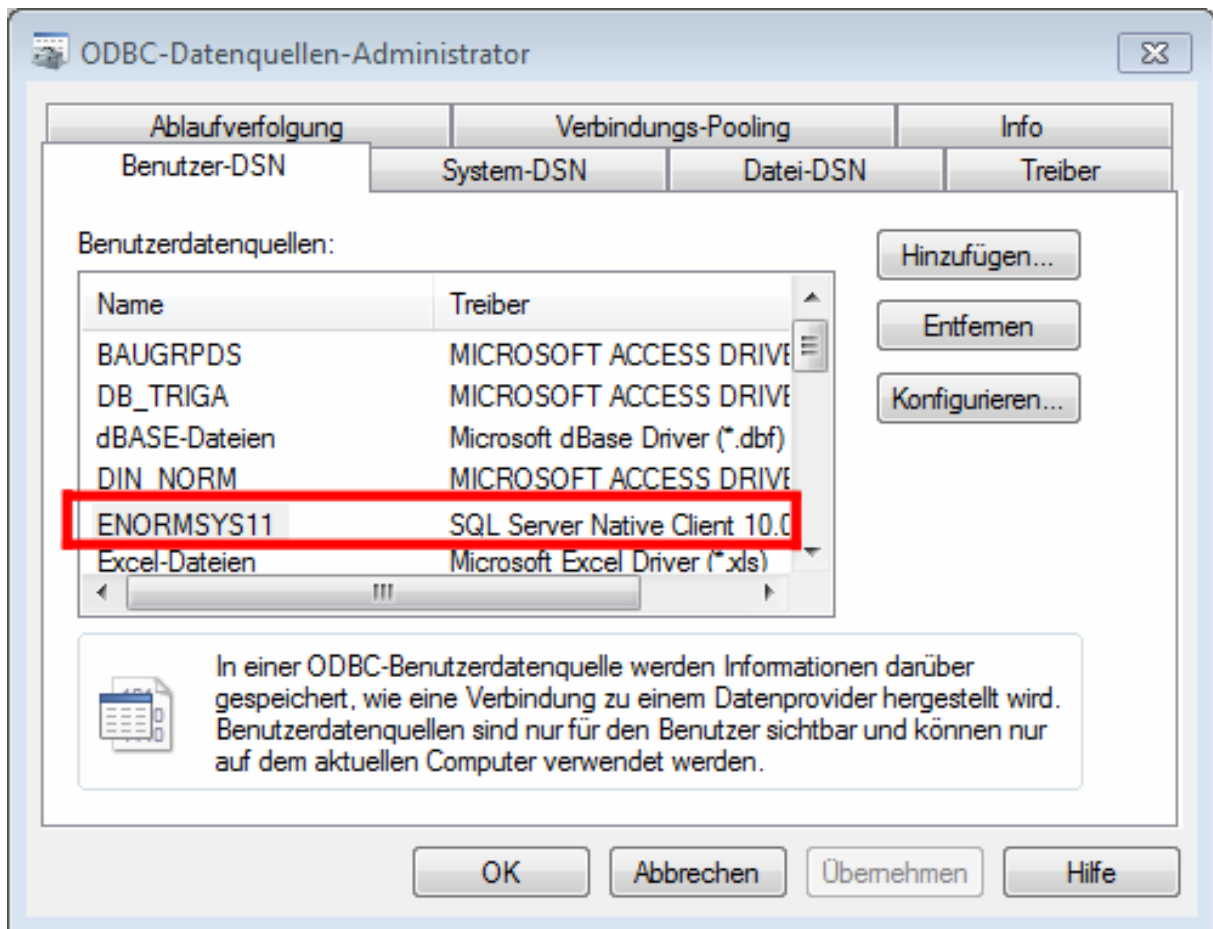 ODBC-Datenquellen-Administrator
Ablaufverfolgung Verbindungs-Pooling Info
Benutzer-DSN System-DSN Datei-DSN Treiber
Benutzerdatenquellen:
Name Treiber
BAUGRPDS MICROSOFT ACCESS DRIVE
DB_TRIGA MICROSOFT ACCESS DRIVE
dBASE-Dateien Microsoft dBase Driver (*.dbf)
DIN_NORM MICROSOFT ACCESS DRIVE
ENORMSYS11 SQL Server Native Client 10.0
Excel-Dateien Microsoft Excel Driver (*.xls)
Hinzufügen...
Entfernen
Konfigurieren...
In einer ODBC-Benutzerdatenquelle werden Informationen darüber
gespeichert, wie eine Verbindung zu einem Datenprovider hergestellt wird.
Benutzerdatenquellen sind nur für den Benutzer sichtbar und können nur
auf dem aktuellen Computer verwendet werden.
OK Abbrechen Übernehmen Hilfe